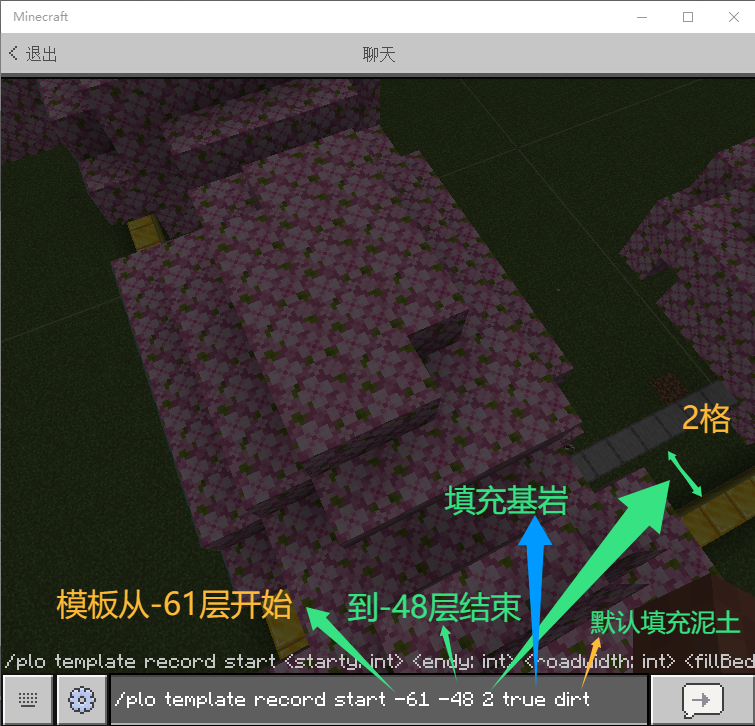 Minecraft
退出
聊天
2格
填充基岩
模板从-61层开始
到-48层结束
默认填充泥土
/plo template record start <starty: int> <endy: int> <roadwidth: int> <fillBed
/plo template record start -61 -48 2 true dirt